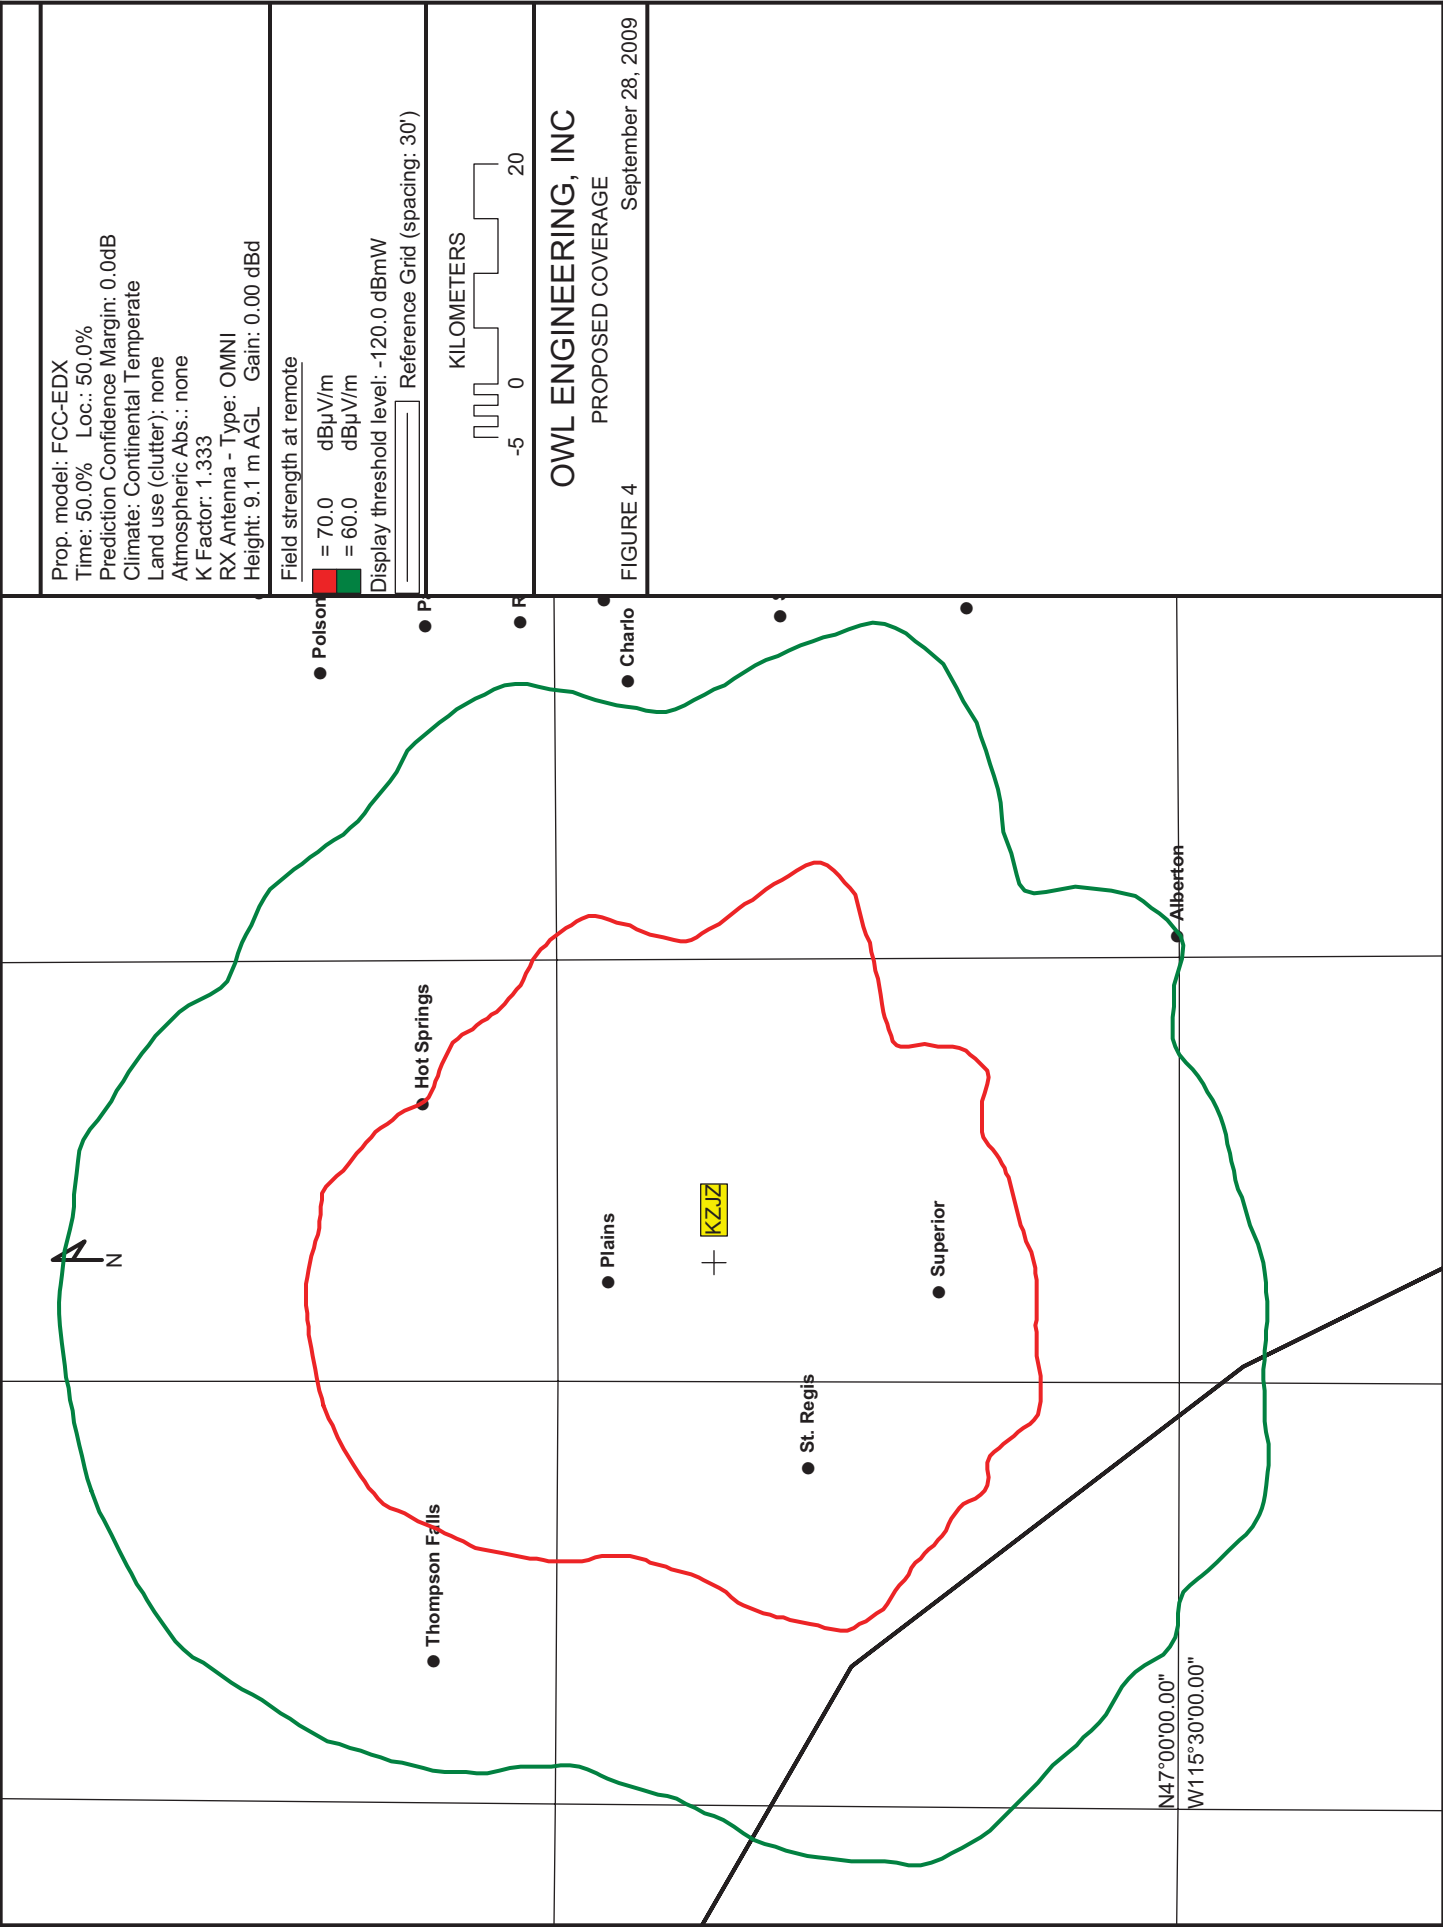 Prop. model: FCC-EDX
Time: 50.0% Loc.: 50.0%
Prediction Confidence Margin: 0.0dB
Climate: Continental Temperate
Land use (clutter): none
Atmospheric Abs.: none
K Factor: 1.333
RX Antenna - Type: OMNI
Height: 9.1 m AGL Gain: 0.00 dBd
Field strength at remote
= 70.0 dBµV/m
= 60.0 dBµV/m
Display threshold level: -120.0 dBmW
Reference Grid (spacing: 30')
KILOMETERS
-5 0 20
OWL ENGINEERING, INC
PROPOSED COVERAGE
FIGURE 4 September 28, 2009
N
Polson
P
R
Charlo
Hot Springs
Thompson Falls
Plains
KZJZ
St. Regis
Superior
Alberton
N47°00'00.00"
W115°30'00.00"